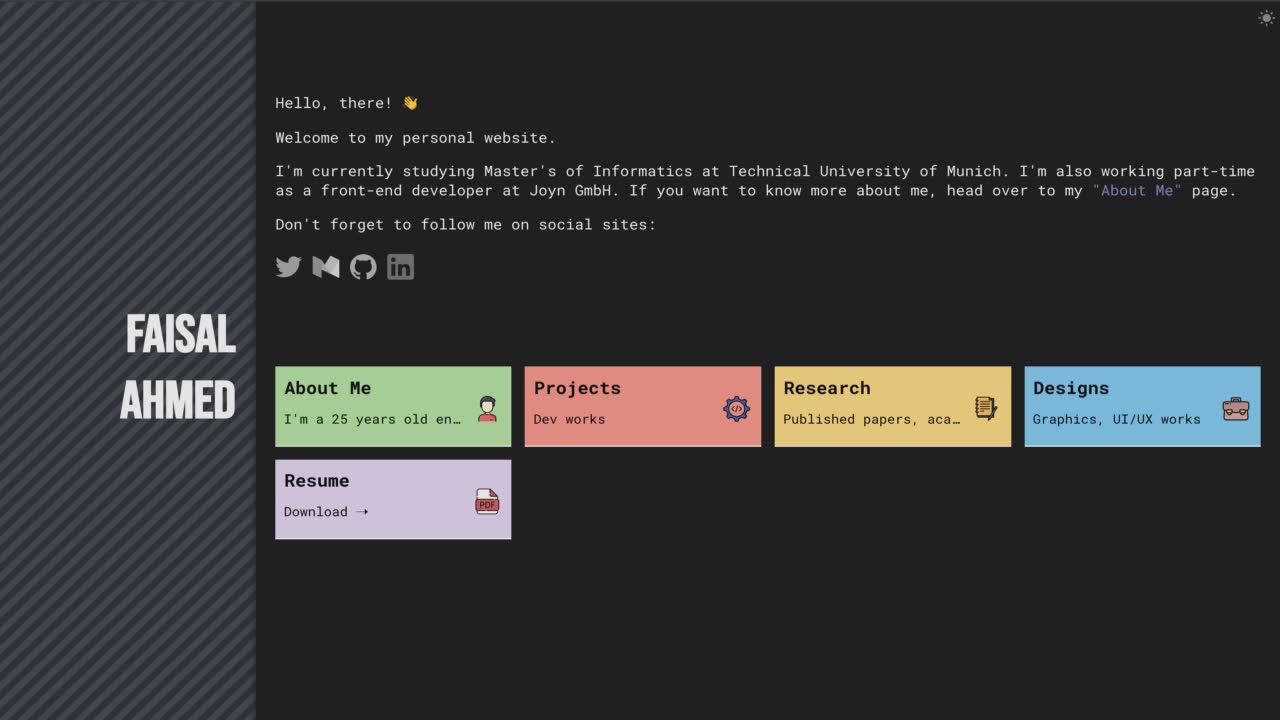 FAISAL
AHMED
Hello, there! 👋
Welcome to my personal website.
I'm currently studying Master's of Informatics at Technical University of Munich. I'm also working part-time
as a front-end developer at Joyn GmbH. If you want to know more about me, head over to my "About Me" page.
Don't forget to follow me on social sites:
in
About Me
I'm a 25 years old en…
Projects
Dev works
Research
Published papers, aca…
Designs
Graphics, UI/UX works
Resume
Download →
PDF